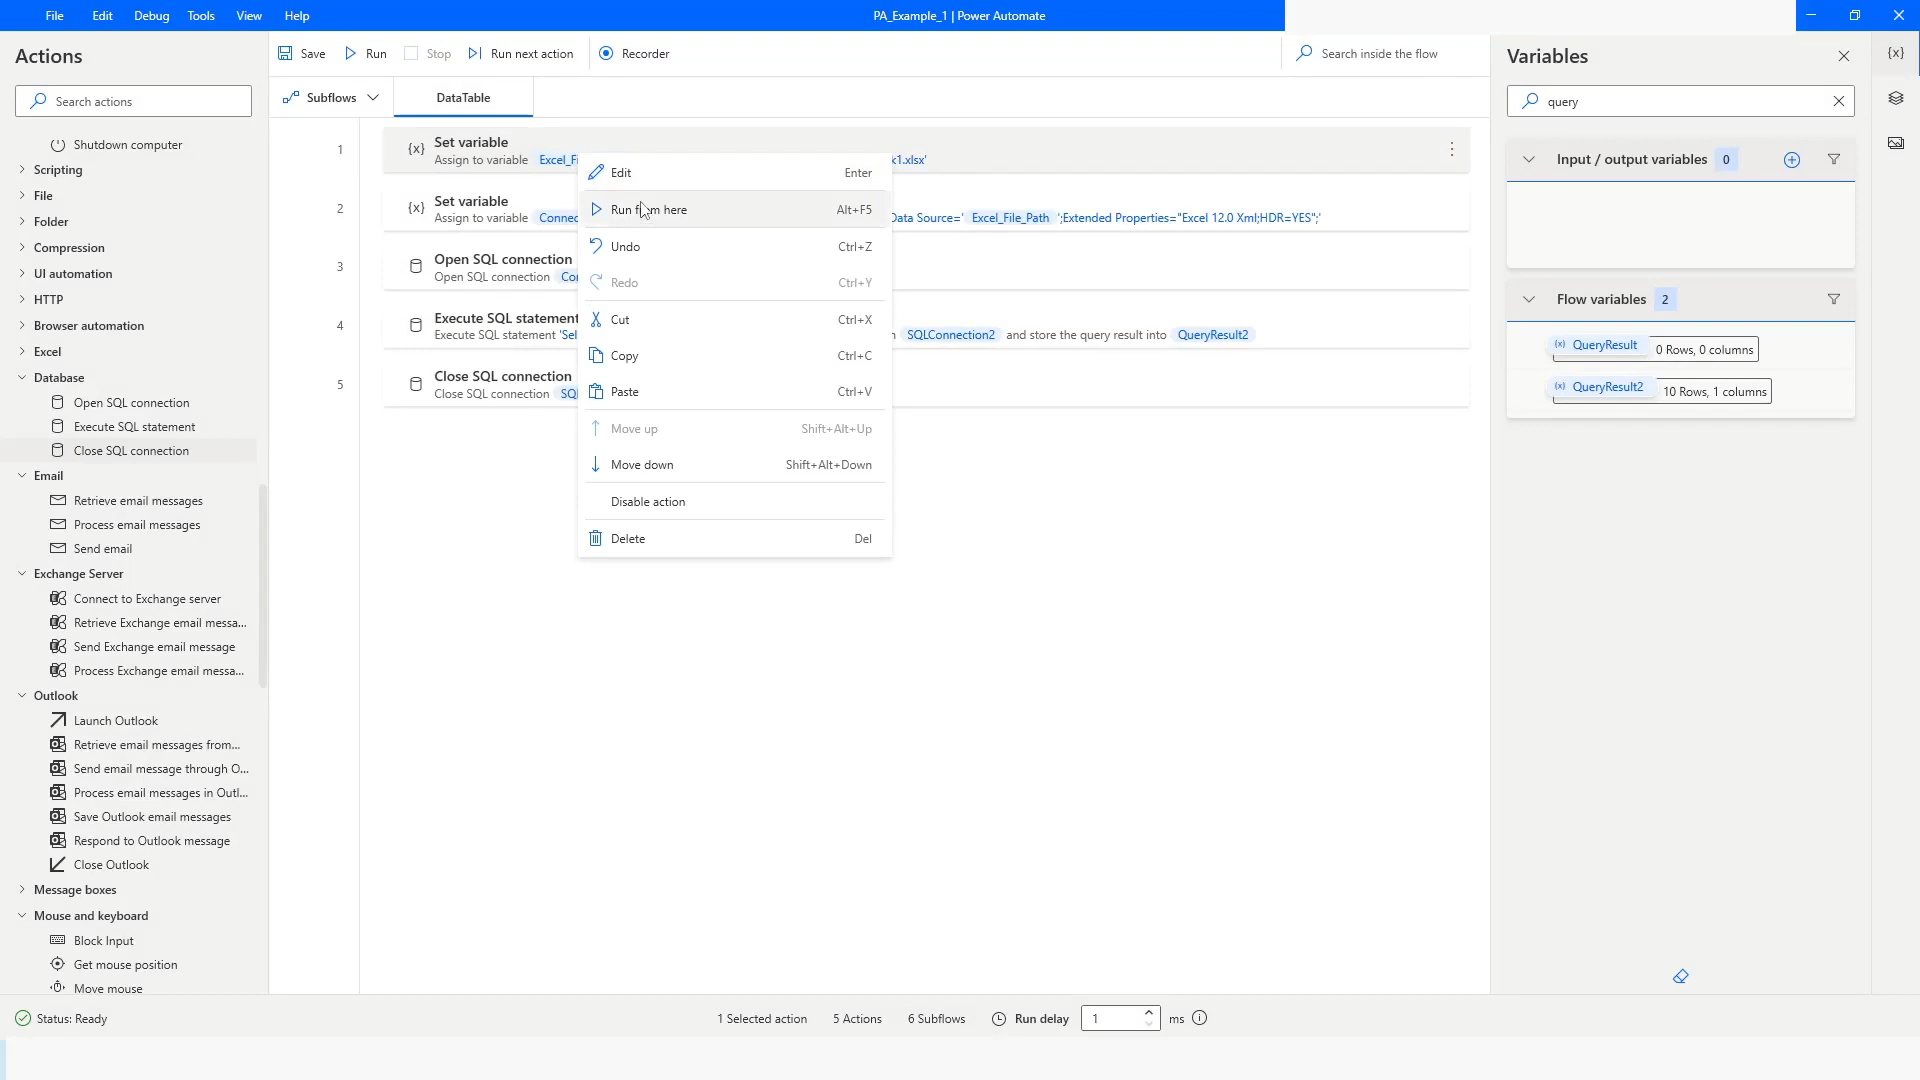 File Edit Debug Tools View Help
PA_Example_1 | Power Automate
Actions
Search actions
Shutdown computer
Scripting
File
Folder
Compression
UI automation
HTTP
Browser automation
Excel
Database
Open SQL connection
Execute SQL statement
Close SQL connection
Email
Retrieve email messages
Process email messages
Send email
Exchange Server
Connect to Exchange server
Retrieve Exchange email messa...
Send Exchange email message
Process Exchange email messa...
Outlook
Launch Outlook
Retrieve email messages from...
Send email message through O...
Process email messages in Outl...
Save Outlook email messages
Respond to Outlook message
Close Outlook
Message boxes
Mouse and keyboard
Block Input
Get mouse position
Move mouse
Save Run Stop Run next action Recorder
Search inside the flow
Subflows DataTable
1 {x} Set variable
Assign to variable Excel_Fi k1.xlsx'
2 {x} Set variable
Assign to variable Connec Data Source=' Excel_File_Path ';Extended Properties="Excel 12.0 Xml;HDR=YES";'
3 Open SQL connection
Open SQL connection Cor
4 Execute SQL statement
Execute SQL statement 'Sel n SQLConnection2 and store the query result into QueryResult2
5 Close SQL connection
Close SQL connection SQ
Edit Enter
Run from here Alt+F5
Undo Ctrl+Z
Redo Ctrl+Y
Cut Ctrl+X
Copy Ctrl+C
Paste Ctrl+V
Move up Shift+Alt+Up
Move down Shift+Alt+Down
Disable action
Delete Del
Variables
{x}
query
Input / output variables 0
Flow variables 2
(x) QueryResult 0 Rows, 0 columns
(x) QueryResult2 10 Rows, 1 columns
Status: Ready
1 Selected action 5 Actions 6 Subflows Run delay 1 ms